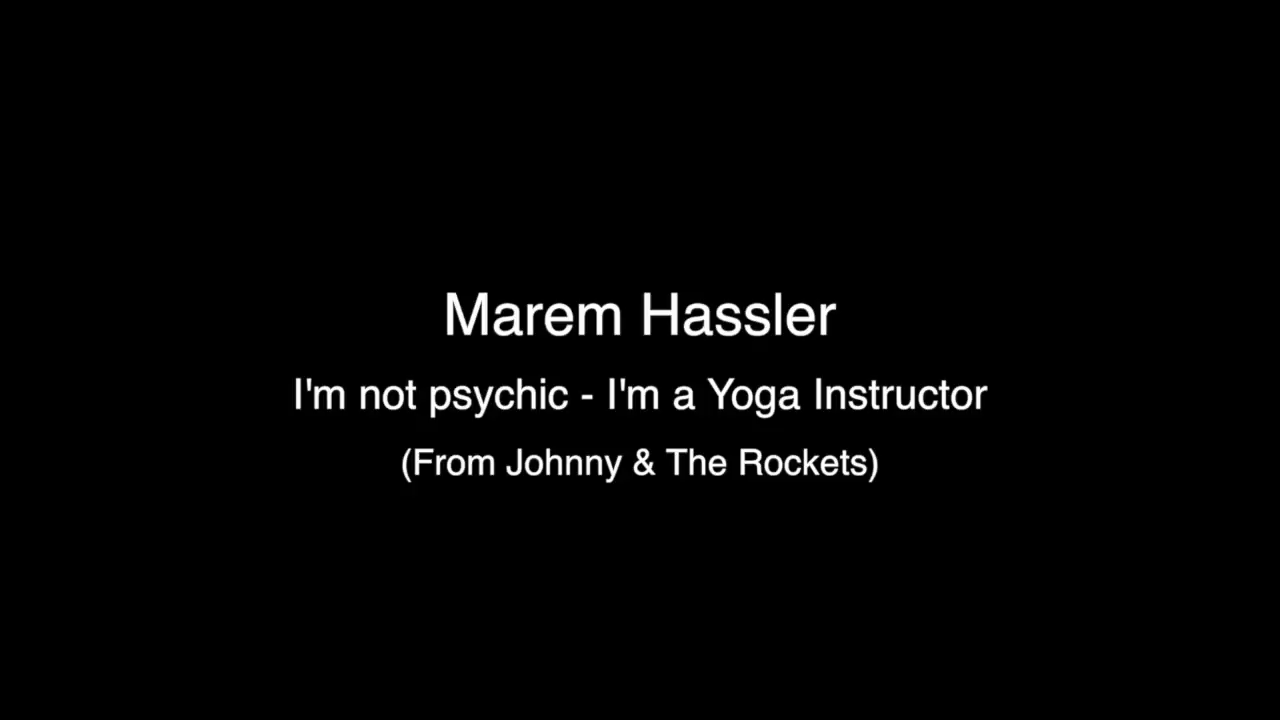 Marem Hassler
I'm not psychic - I'm a Yoga Instructor
(From Johnny & The Rockets)